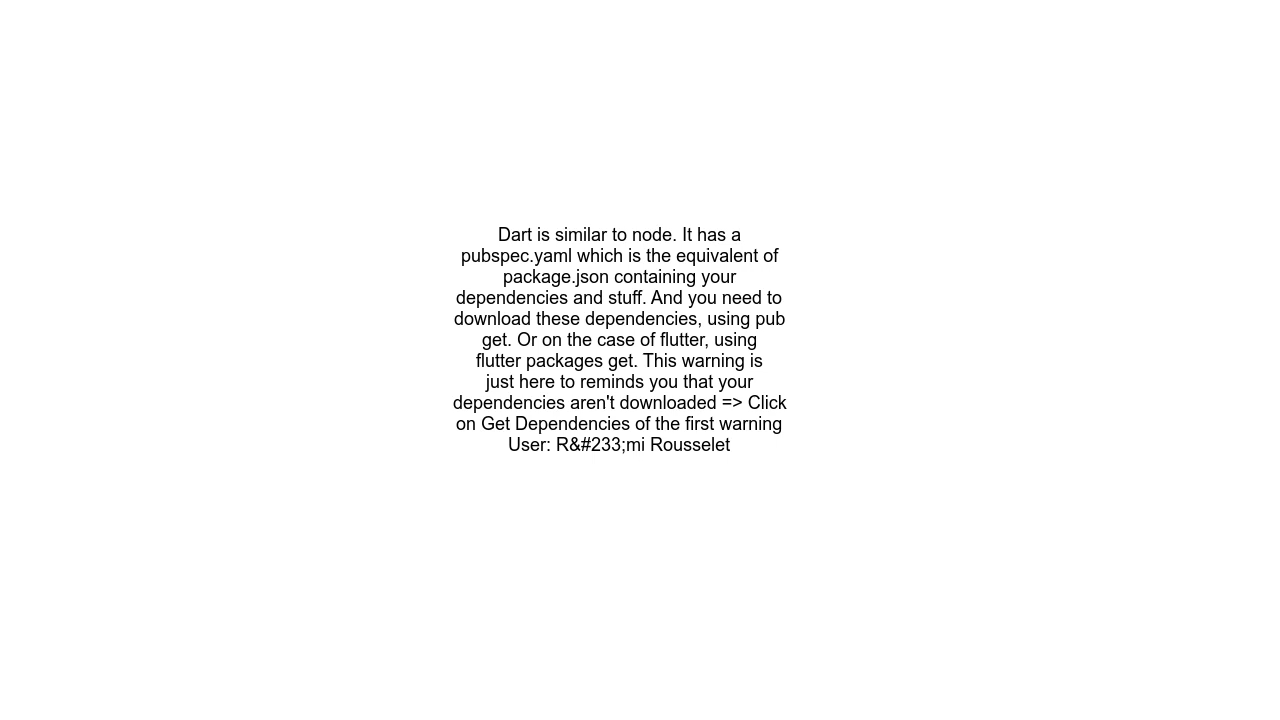 Dart is similar to node. It has a
pubspec.yaml which is the equivalent of
package.json containing your
dependencies and stuff. And you need to
download these dependencies, using pub
get. Or on the case of flutter, using
flutter packages get. This warning is
just here to reminds you that your
dependencies aren't downloaded => Click
on Get Dependencies of the first warning
User: R&#233;mi Rousselet